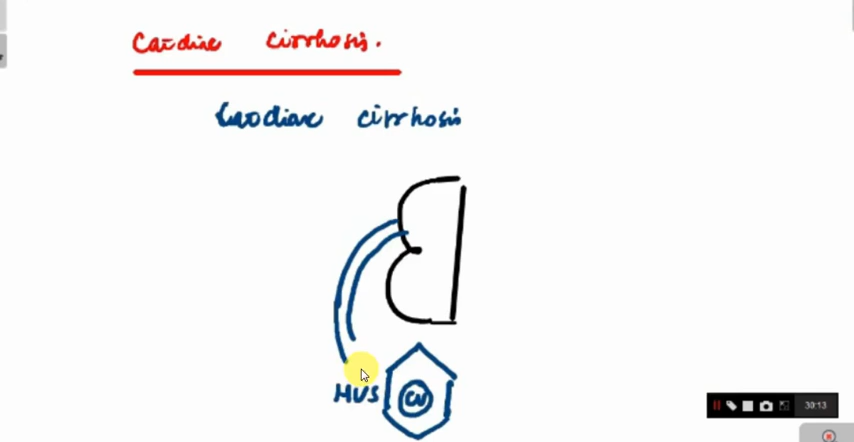 Cardiac cirrhosis.
Cardiac cirrhosis
HVS CV
30:13